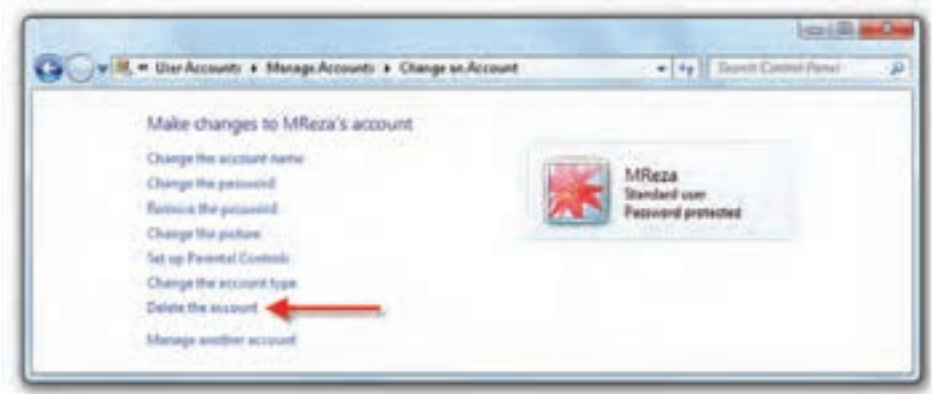 User Accounts ▸ Manage Accounts ▸ Change an Account
Search Control Panel
Make changes to MReza's account
Change the account name
Change the password
Remove the password
Change the picture
Set up Parental Controls
Change the account type
Delete the account
Manage another account
MReza
Standard user
Password protected